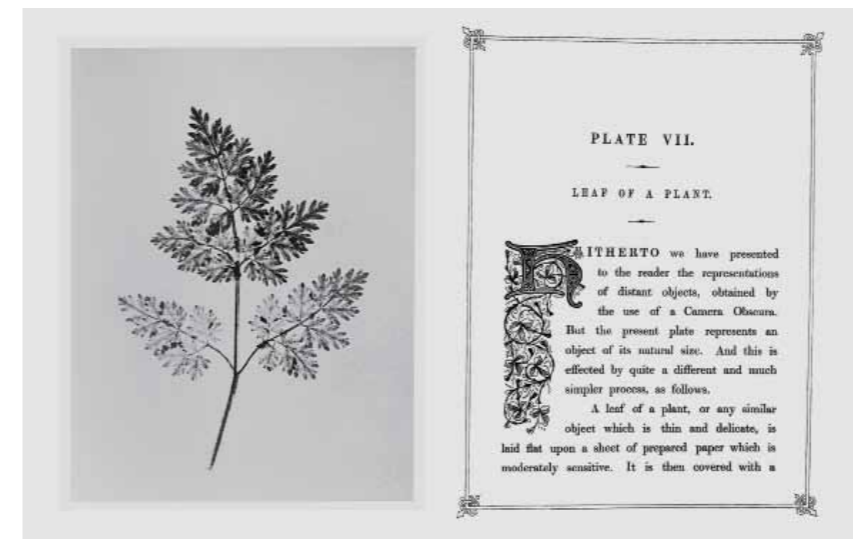 PLATE VII.
LEAF OF A PLANT.
HITHERTO we have presented
to the reader the representations
of distant objects, obtained by
the use of a Camera Obscura.
But the present plate represents an
object of its natural size. And this is
effected by quite a different and much
simpler process, as follows.
A leaf of a plant, or any similar
object which is thin and delicate, is
laid flat upon a sheet of prepared paper which is
moderately sensitive. It is then covered with a